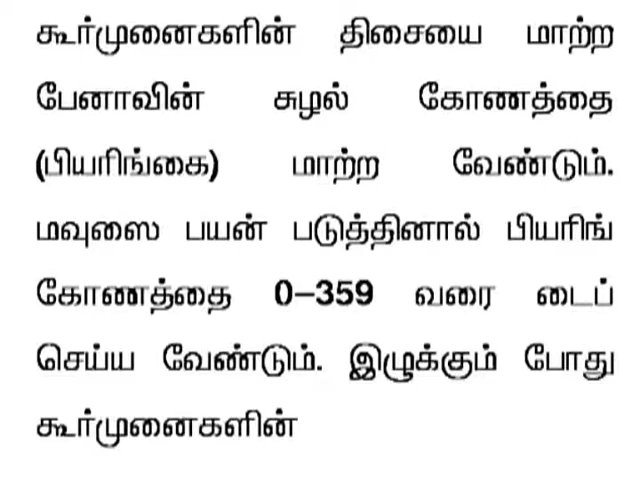 கூர்முனைகளின் திசையை மாற்ற
பேனாவின் சுழல் கோணத்தை
(பியரிங்கை) மாற்ற வேண்டும்.
மவுஸை பயன் படுத்தினால் பியரிங்
கோணத்தை 0–359 வரை டைப்
செய்ய வேண்டும். இழுக்கும் போது
கூர்முனைகளின்